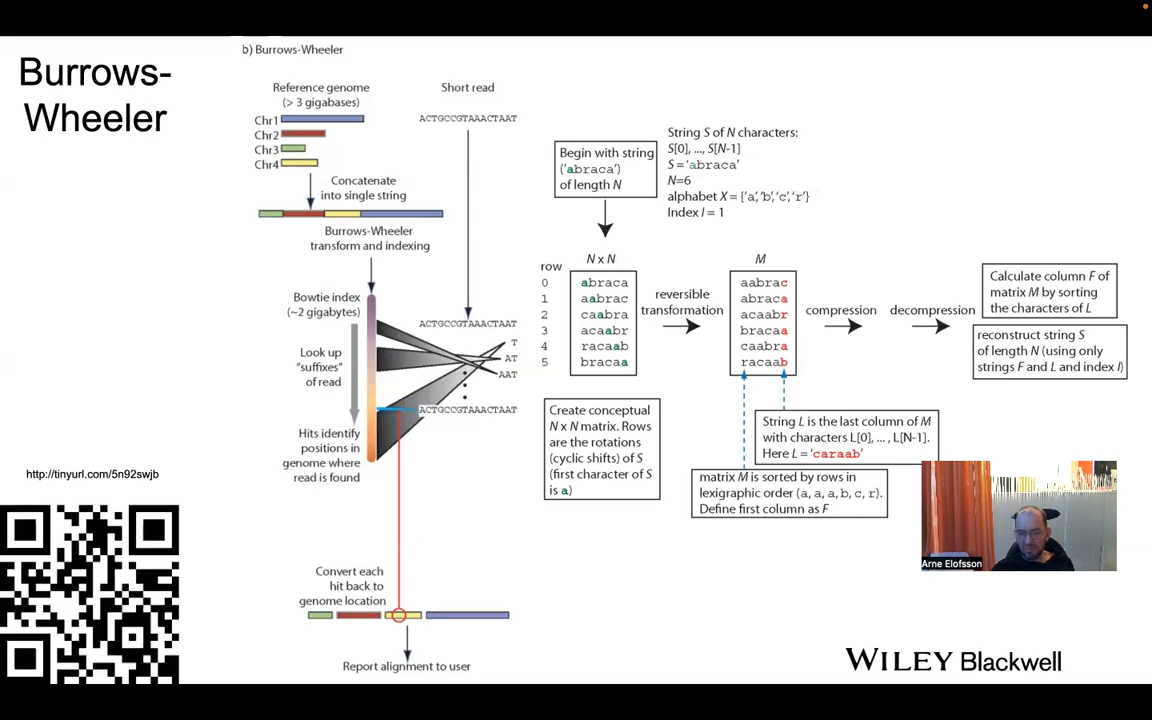 Burrows-
Wheeler
b) Burrows-Wheeler
Reference genome
(> 3 gigabases)
Chr1
Chr2
Chr3
Chr4
Concatenate
into single string
Burrows-Wheeler
transform and indexing
Bowtie index
(~2 gigabytes)
Look up
"suffixes"
of read
Hits identify
positions in
genome where
read is found
Convert each
hit back to
genome location
Report alignment to user
Short read
ACTGCCGTAAACTAAT
ACTGCCGTAAACTAAT
T
AT
AAT
ACTGCCGTAAACTAAT
Begin with string
('abraca')
of length N
String S of N characters:
S[0], ..., S[N-1]
S = 'abraca'
N=6
alphabet X = {'a','b','c','r'}
Index I = 1
N x N
row
0 abraca
1 aabrac
2 caabra
3 acaabr
4 racaab
5 bracaa
reversible
transformation
M
aabrac
abraca
acaabr
bracaa
caabra
racaab
compression
decompression
Calculate column F of
matrix M by sorting
the characters of L
reconstruct string S
of length N (using only
strings F and L and index I)
Create conceptual
N x N matrix. Rows
are the rotations
(cyclic shifts) of S
(first character of S
is a)
String L is the last column of M
with characters L[0], ... , L[N-1].
Here L = 'caraab'
matrix M is sorted by rows in
lexigraphic order (a, a, a, b, c, r).
Define first column as F
http://tinyurl.com/5n92swjb
Arne Elofsson
WILEY Blackwell